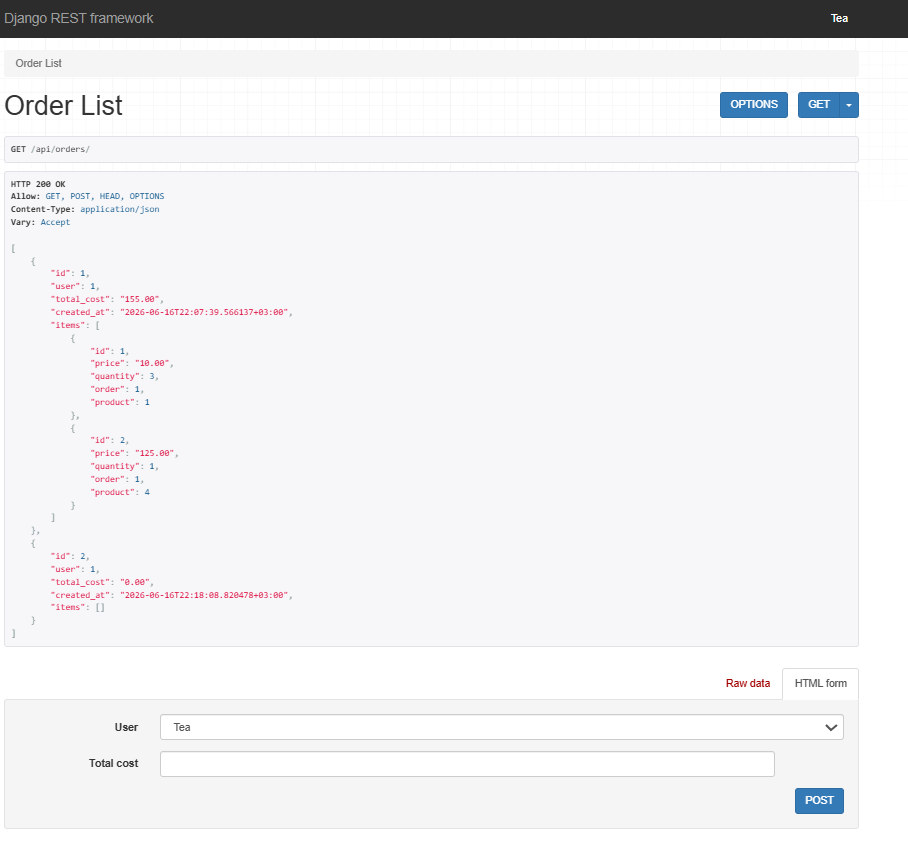 Django REST framework
Tea
Order List
Order List
OPTIONS
GET
GET /api/orders/
HTTP 200 OK
Allow: GET, POST, HEAD, OPTIONS
Content-Type: application/json
Vary: Accept
[
    {
        "id": 1,
        "user": 1,
        "total_cost": "155.00",
        "created_at": "2026-06-16T22:07:39.566137+03:00",
        "items": [
            {
                "id": 1,
                "price": "10.00",
                "quantity": 3,
                "order": 1,
                "product": 1
            },
            {
                "id": 2,
                "price": "125.00",
                "quantity": 1,
                "order": 1,
                "product": 4
            }
        ]
    },
    {
        "id": 2,
        "user": 1,
        "total_cost": "0.00",
        "created_at": "2026-06-16T22:18:08.820478+03:00",
        "items": []
    }
]
Raw data
HTML form
User
Tea
Total cost
POST